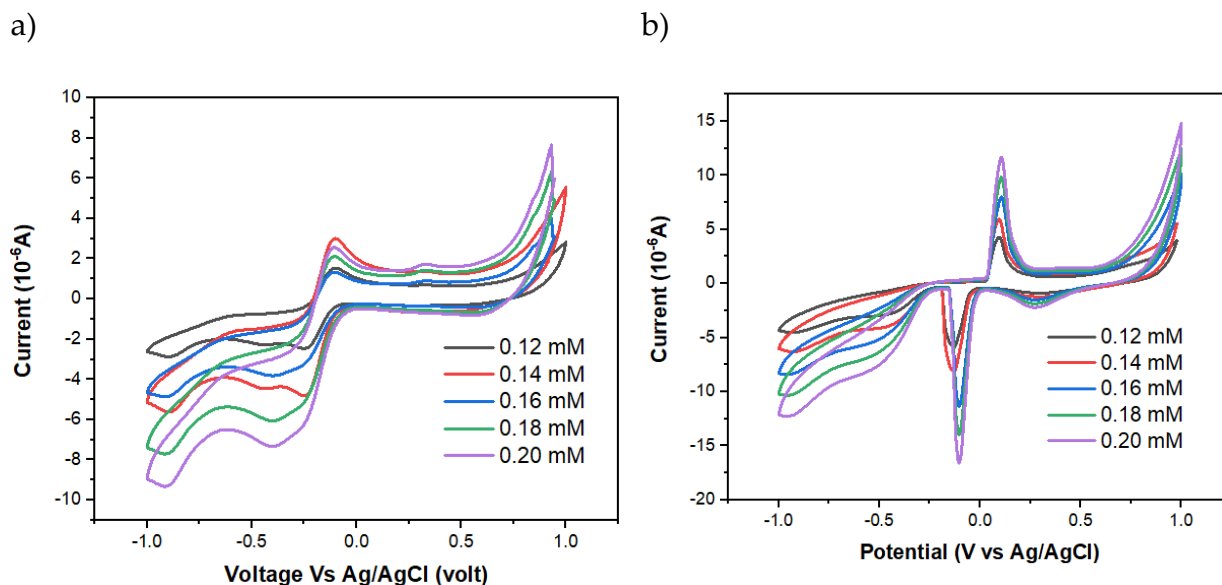 a)
b)
10
8
6
4
2
0
-2
-4
-6
-8
-10
Current (10⁻⁶A)
-1.0
-0.5
0.0
0.5
1.0
Voltage Vs Ag/AgCl (volt)
0.12 mM
0.14 mM
0.16 mM
0.18 mM
0.20 mM
15
10
5
0
-5
-10
-15
-20
Current (10⁻⁶A)
-1.0
-0.5
0.0
0.5
1.0
Potential (V vs Ag/AgCl)
0.12 mM
0.14 mM
0.16 mM
0.18 mM
0.20 mM